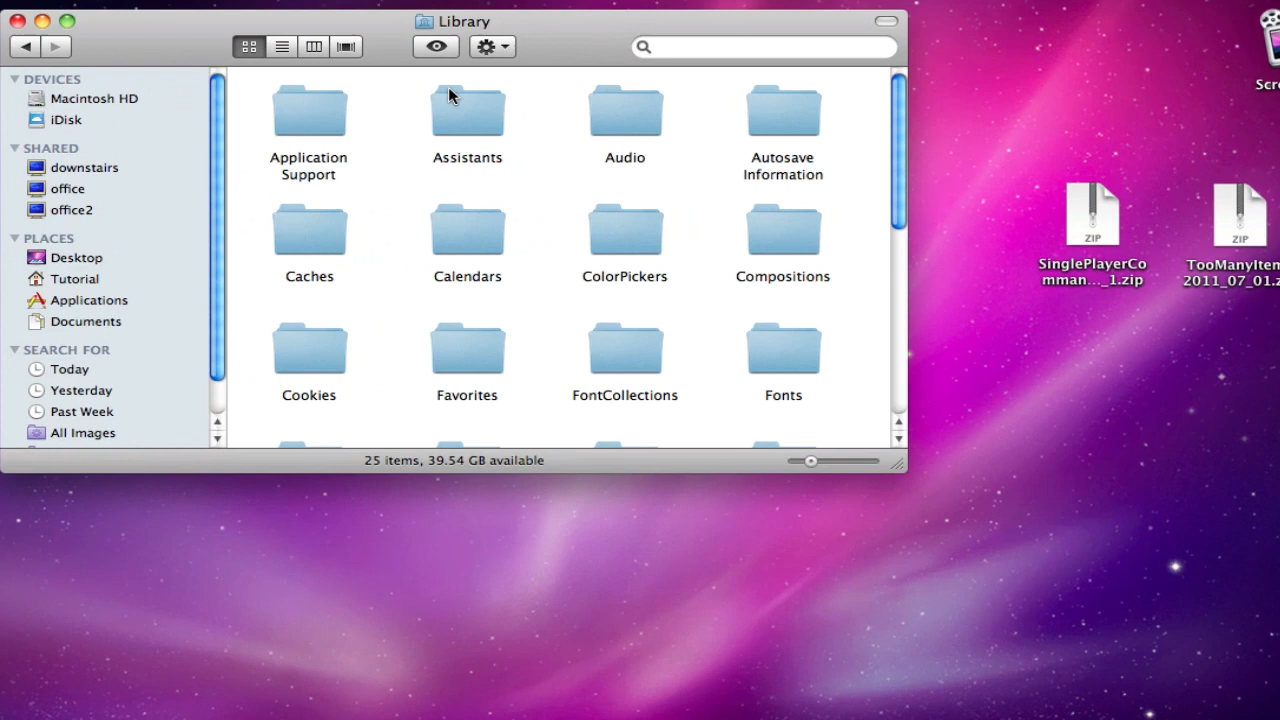 Library
DEVICES
Macintosh HD
iDisk
SHARED
downstairs
office
office2
PLACES
Desktop
Tutorial
Applications
Documents
SEARCH FOR
Today
Yesterday
Past Week
All Images
Application
Support
Assistants
Audio
Autosave
Information
Caches
Calendars
ColorPickers
Compositions
Cookies
Favorites
FontCollections
Fonts
25 items, 39.54 GB available
Scre
ZIP
SinglePlayerCo
mman..._1.zip
ZIP
TooManyItem
2011_07_01.z